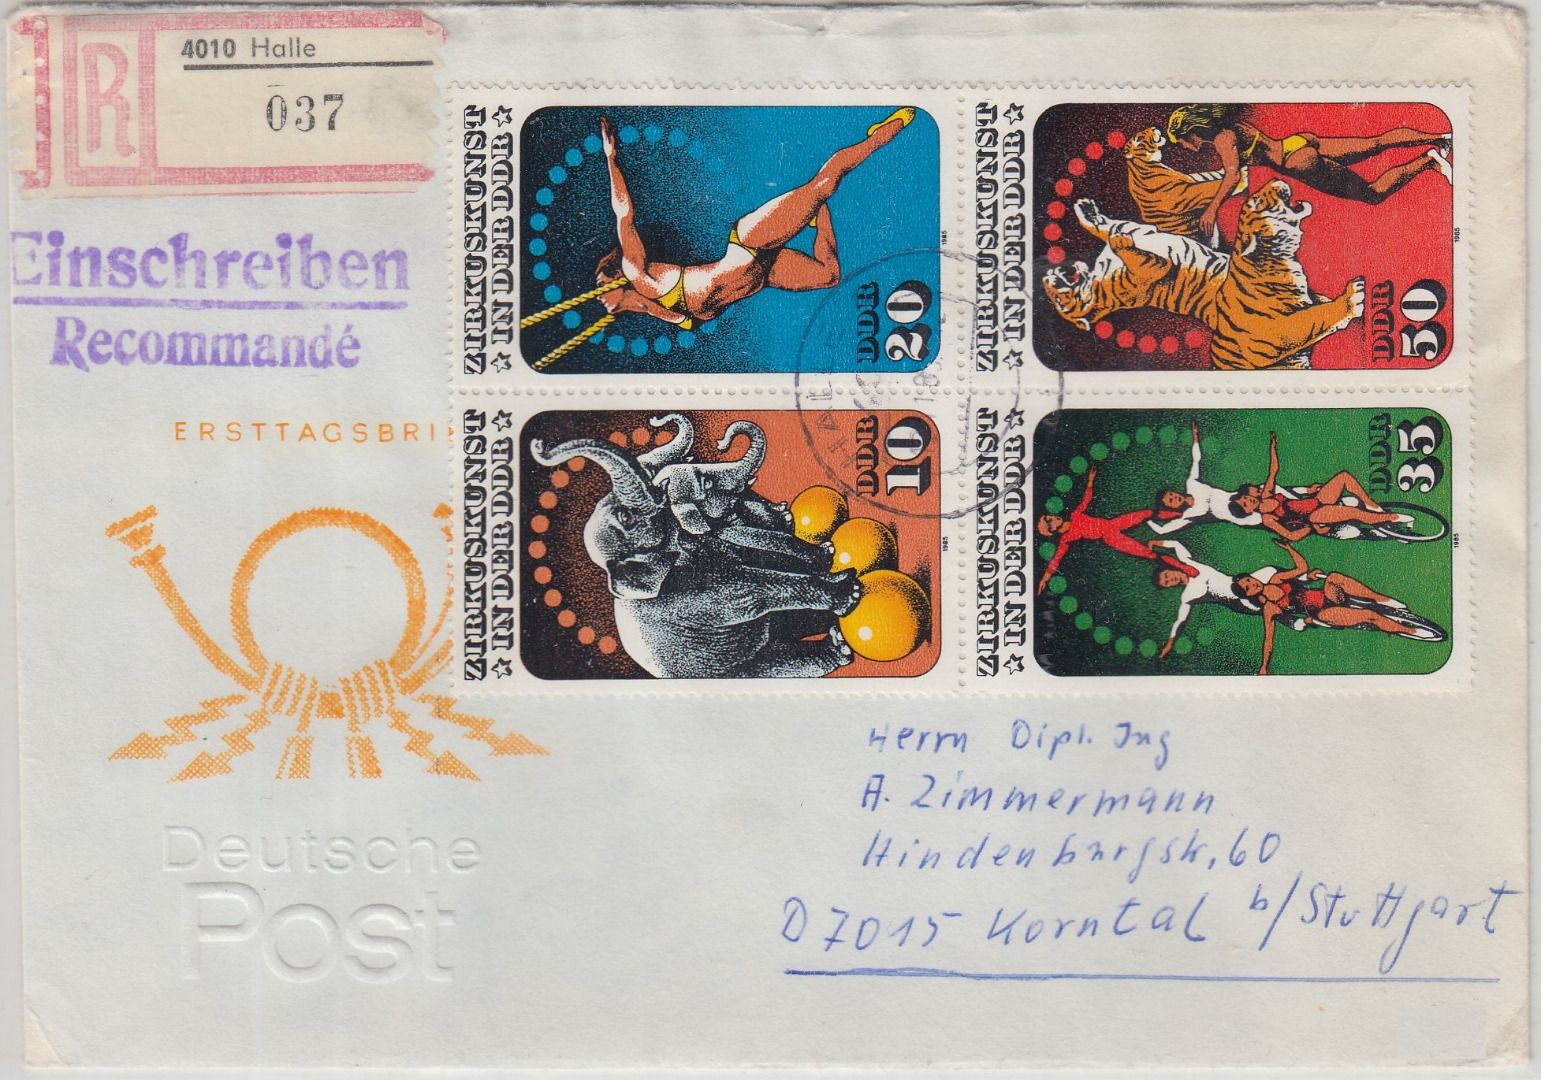 4010 Halle
037
R
Einschreiben
Recommandé
ERSTTAGSBRI
ZIRKUSKUNST
IN DER DDR
DDR 20
1985
ZIRKUSKUNST
IN DER DDR
DDR 50
1985
ZIRKUSKUNST
IN DER DDR
DDR 10
1985
ZIRKUSKUNST
IN DER DDR
DDR 35
1985
Deutsche
Post
Herrn Dipl. Ing
A. Zimmermann
Hindenburgstr. 60
D 7015 Korntal b/Stuttgart